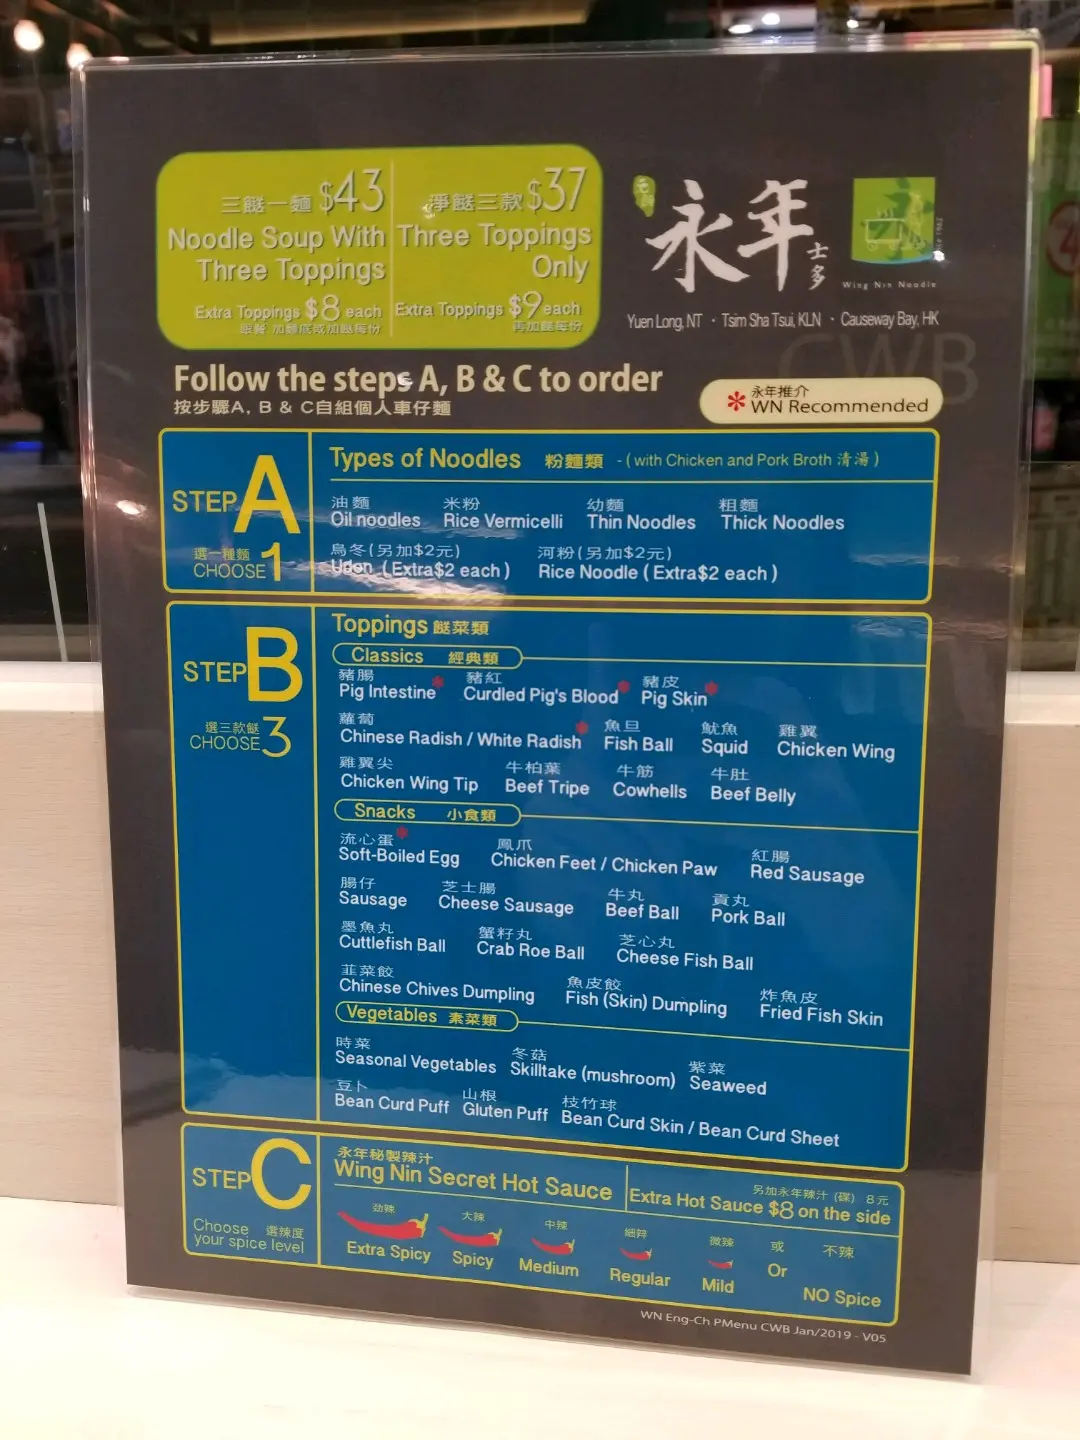 三餸一麵 $43
Noodle Soup With
Three Toppings
Extra Toppings $8 each
跟餐 加麵底或加餸每份
淨餸三款 $37
Three Toppings
Only
Extra Toppings $9 each
再加餸每份
元朗
永年
士多
Wing Nin Noodle
Yuen Long, NT · Tsim Sha Tsui, KLN · Causeway Bay, HK
CWB
Follow the steps A, B & C to order
按步驟A, B & C自組個人車仔麵
永年推介
* WN Recommended
STEP A
選一種麵
CHOOSE 1
Types of Noodles 粉麵類 - ( with Chicken and Pork Broth 清湯 )
油麵 米粉 幼麵 粗麵
Oil noodles Rice Vermicelli Thin Noodles Thick Noodles
烏冬(另加$2元) 河粉(另加$2元)
Udon ( Extra$2 each ) Rice Noodle ( Extra$2 each )
STEP B
選三款餸
CHOOSE 3
Toppings 餸菜類
Classics 經典類
豬腸 豬紅 豬皮
Pig Intestine * Curdled Pig's Blood * Pig Skin *
蘿蔔 魚旦 魷魚 雞翼
Chinese Radish / White Radish * Fish Ball Squid Chicken Wing
雞翼尖 牛柏葉 牛筋 牛肚
Chicken Wing Tip Beef Tripe Cowhells Beef Belly
Snacks 小食類
流心蛋 * 鳳爪 紅腸
Soft-Boiled Egg Chicken Feet / Chicken Paw Red Sausage
腸仔 芝士腸 牛丸 貢丸
Sausage Cheese Sausage Beef Ball Pork Ball
墨魚丸 蟹籽丸 芝心丸
Cuttlefish Ball Crab Roe Ball Cheese Fish Ball
韮菜餃 魚皮餃 炸魚皮
Chinese Chives Dumpling Fish (Skin) Dumpling Fried Fish Skin
Vegetables 素菜類
時菜 冬菇 紫菜
Seasonal Vegetables Skilltake (mushroom) Seaweed
豆卜 山根 枝竹球
Bean Curd Puff Gluten Puff Bean Curd Skin / Bean Curd Sheet
STEP C
Choose 選辣度
your spice level
永年秘製辣汁
Wing Nin Secret Hot Sauce
另加永年辣汁 (碟) 8元
Extra Hot Sauce $8 on the side
勁辣 大辣 中辣 細辣 微辣 或 不辣
Extra Spicy Spicy Medium Regular Mild Or NO Spice
WN Eng-Ch PMenu CWB Jan/2019 - V05